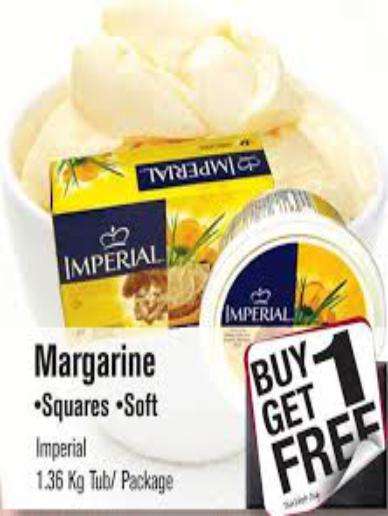 IMPERIAL
IMPERIAL
IMPERIAL
Margarine
•Squares •Soft
Imperial
1.36 Kg Tub/ Package
BUY 1
GET
FREE